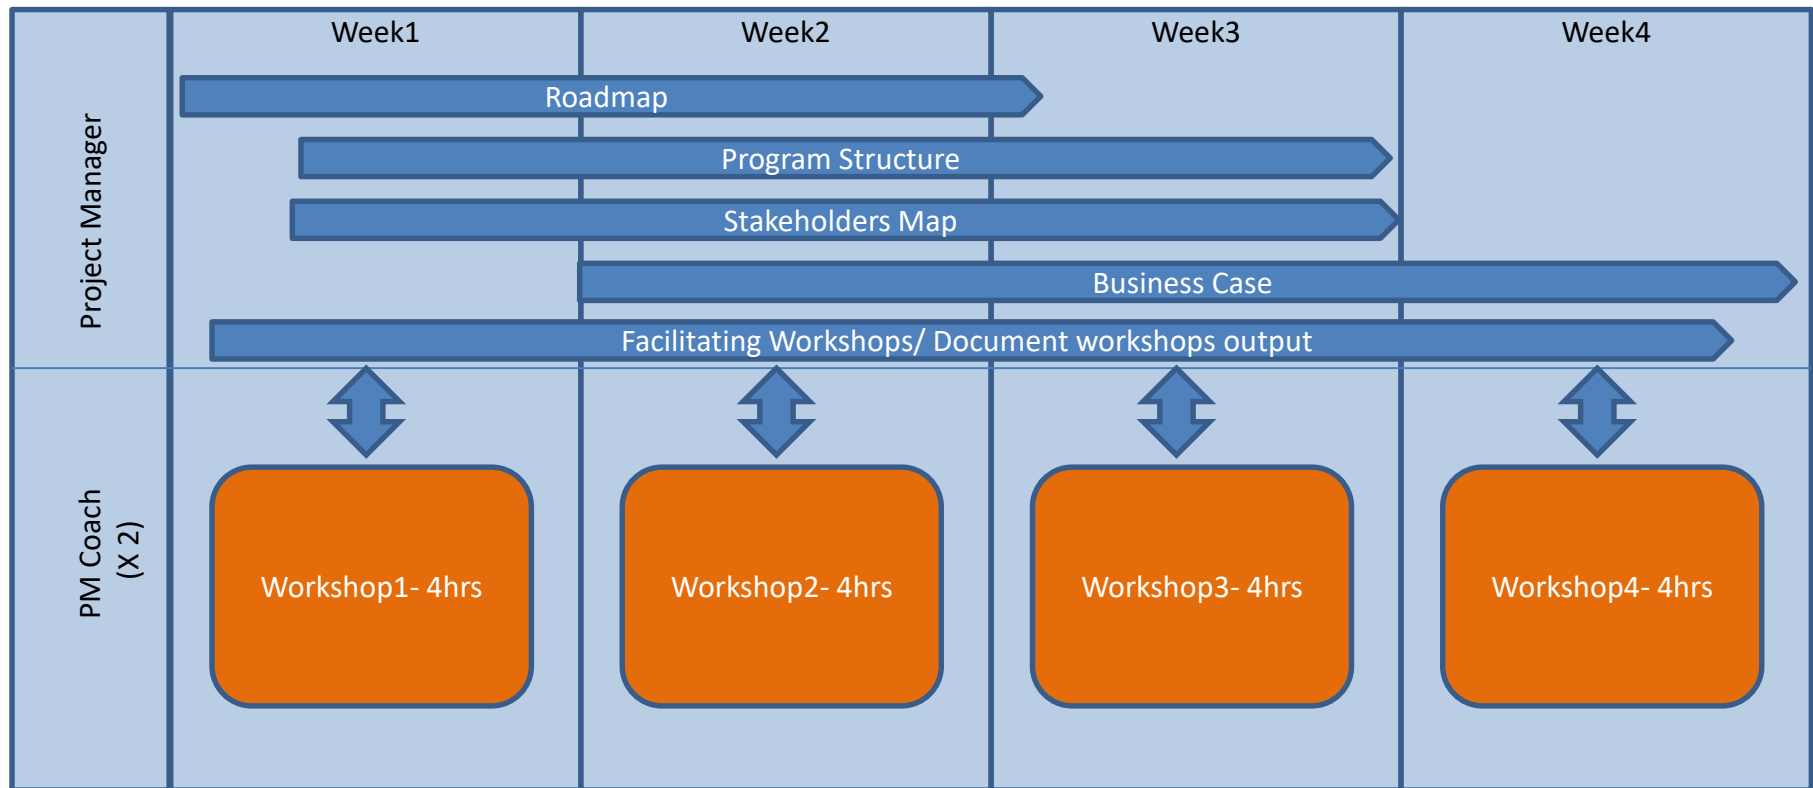 Week1
Week2
Week3
Week4
Project Manager
Roadmap
Program Structure
Stakeholders Map
Business Case
Facilitating Workshops/ Document workshops output
PM Coach
(X 2)
Workshop1- 4hrs
Workshop2- 4hrs
Workshop3- 4hrs
Workshop4- 4hrs